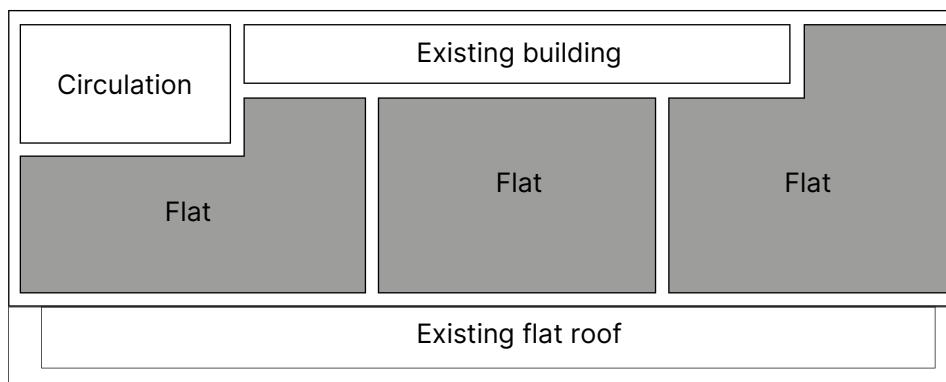 Existing building
Circulation
Flat
Flat
Flat
Existing flat roof